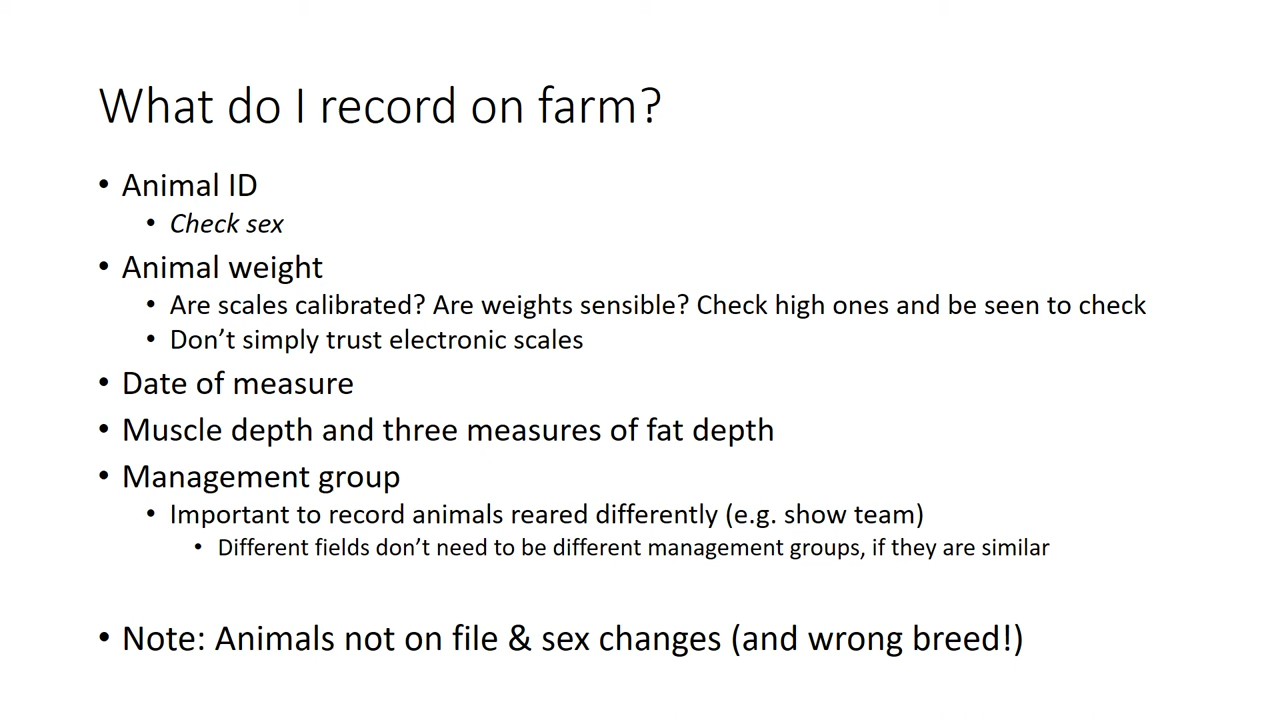 What do I record on farm?
• Animal ID
• Check sex
• Animal weight
• Are scales calibrated? Are weights sensible? Check high ones and be seen to check
• Don’t simply trust electronic scales
• Date of measure
• Muscle depth and three measures of fat depth
• Management group
• Important to record animals reared differently (e.g. show team)
• Different fields don’t need to be different management groups, if they are similar
• Note: Animals not on file & sex changes (and wrong breed!)